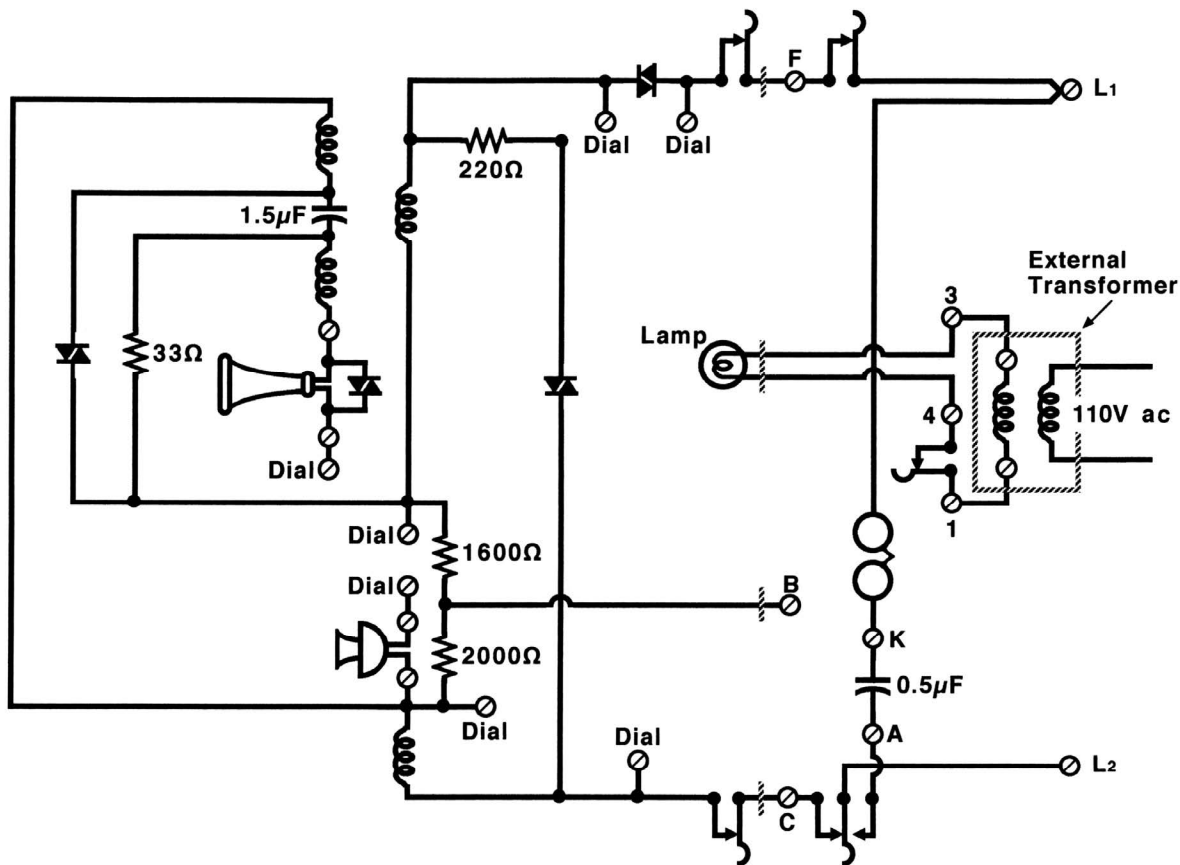 F
L1
Dial
Dial
220Ω
1.5μF
External
Transformer
3
Lamp
33Ω
4
110V ac
Dial
1
Dial
1600Ω
Dial
B
2000Ω
K
0.5μF
Dial
Dial
A
L2
C